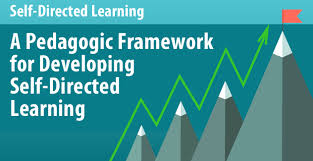 Self-Directed Learning
A Pedagogic Framework
for Developing
Self-Directed
Learning